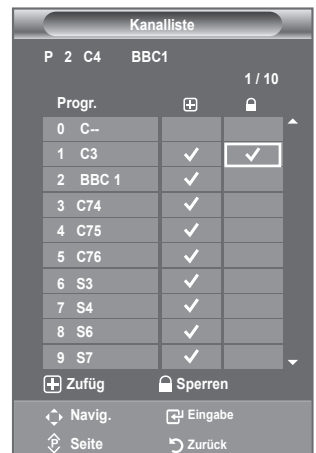 Kanalliste
P 2 C4 BBC1
1 / 10
Progr.
0 C--
1 C3
2 BBC 1
3 C74
4 C75
5 C76
6 S3
7 S4
8 S6
9 S7
Zufüg Sperren
Navig. Eingabe
P Seite Zurück